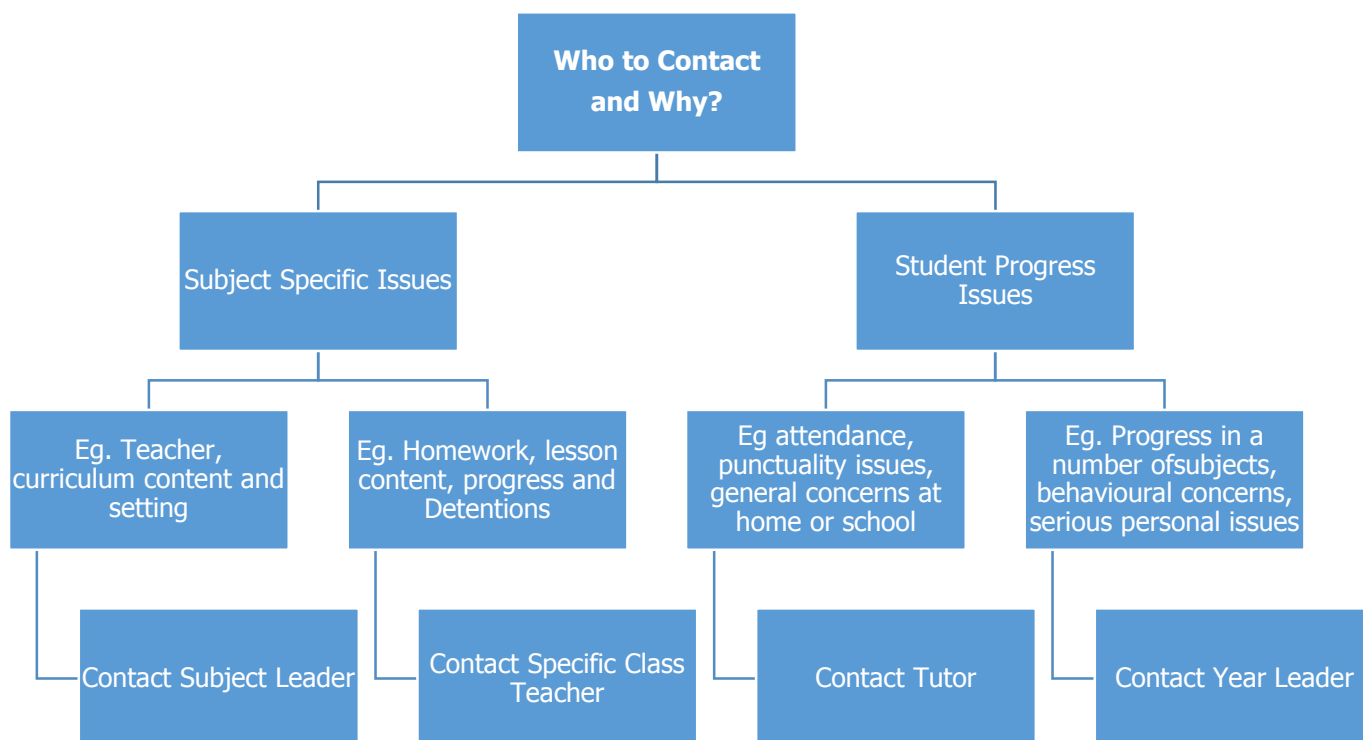 Who to Contact
and Why?
Subject Specific Issues
Student Progress
Issues
Eg. Teacher,
curriculum content and
setting
Eg. Homework, lesson
content, progress and
Detentions
Eg attendance,
punctuality issues,
general concerns at
home or school
Eg. Progress in a
number ofsubjects,
behavioural concerns,
serious personal issues
Contact Subject Leader
Contact Specific Class
Teacher
Contact Tutor
Contact Year Leader